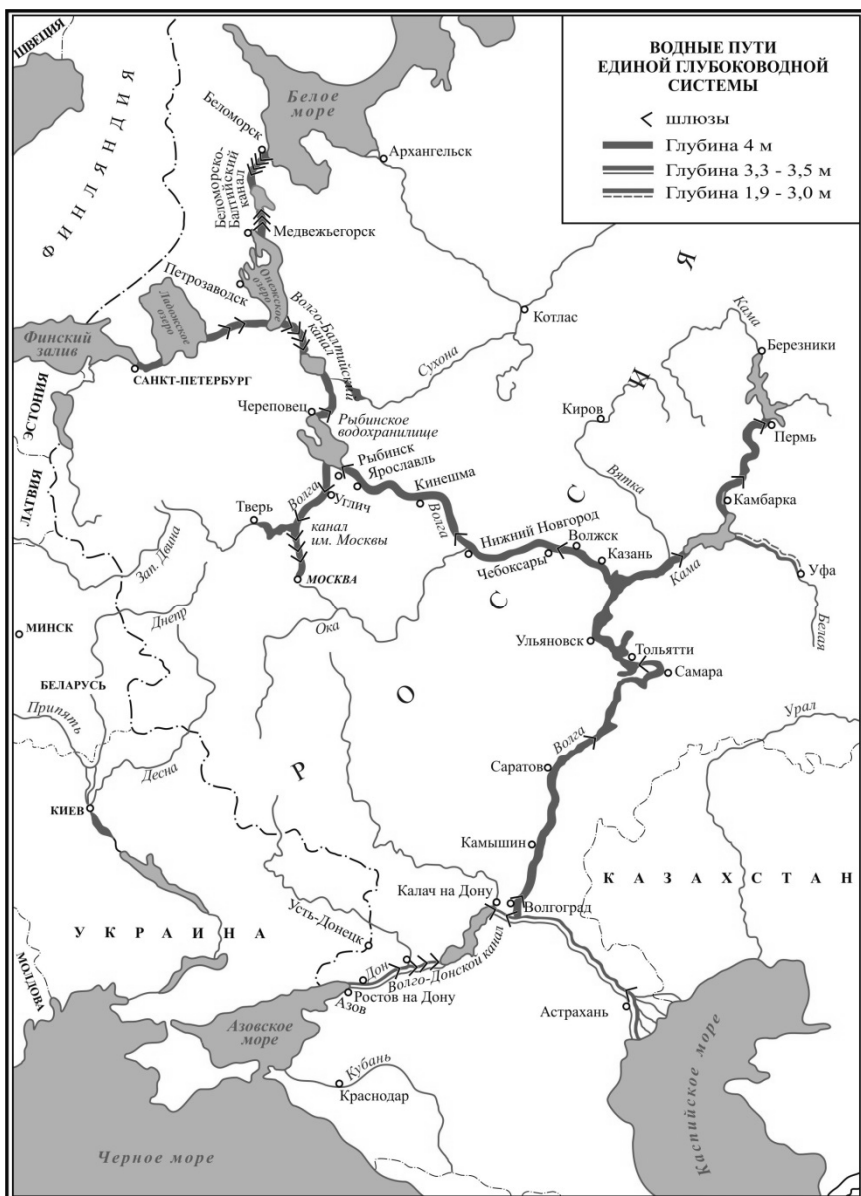 ВОДНЫЕ ПУТИ
ЕДИНОЙ ГЛУБОКОВОДНОЙ
СИСТЕМЫ
шлюзы
Глубина 4 м
Глубина 3,3 - 3,5 м
Глубина 1,9 - 3,0 м
ШВЕЦИЯ
ФИНЛЯНДИЯ
Белое
море
Беломорск
Архангельск
Беломорско-
Балтийский
канал
Медвежьегорск
Петрозаводск
Онежское
озеро
Ладожское
озеро
Волго-Балтийский
канал
Финский
залив
САНКТ-ПЕТЕРБУРГ
Котлас
Сухона
Кама
Березники
ЭСТОНИЯ
Череповец
Рыбинское
водохранилище
Киров
Пермь
ЛАТВИЯ
Рыбинск
Ярославль
Вятка
Камбарка
Кинешма
Тверь
Волга
Углич
Волга
Нижний Новгород
Волжск
канал
им. Москвы
Чебоксары
Казань
Зап. Двина
МОСКВА
Кама
Уфа
Днепр
Ока
Белая
МИНСК
Ульяновск
Тольятти
Самара
БЕЛАРУСЬ
РОССИЯ
Припять
Десна
Волга
Урал
Саратов
КИЕВ
Камышин
КАЗАХСТАН
Калач на Дону
Волгоград
УКРАИНА
Усть-Донецк
МОЛДОВА
Дон
Волго-Донской канал
Ростов на Дону
Азов
Астрахань
Азовское
море
Кубань
Краснодар
Каспийское море
Черное море